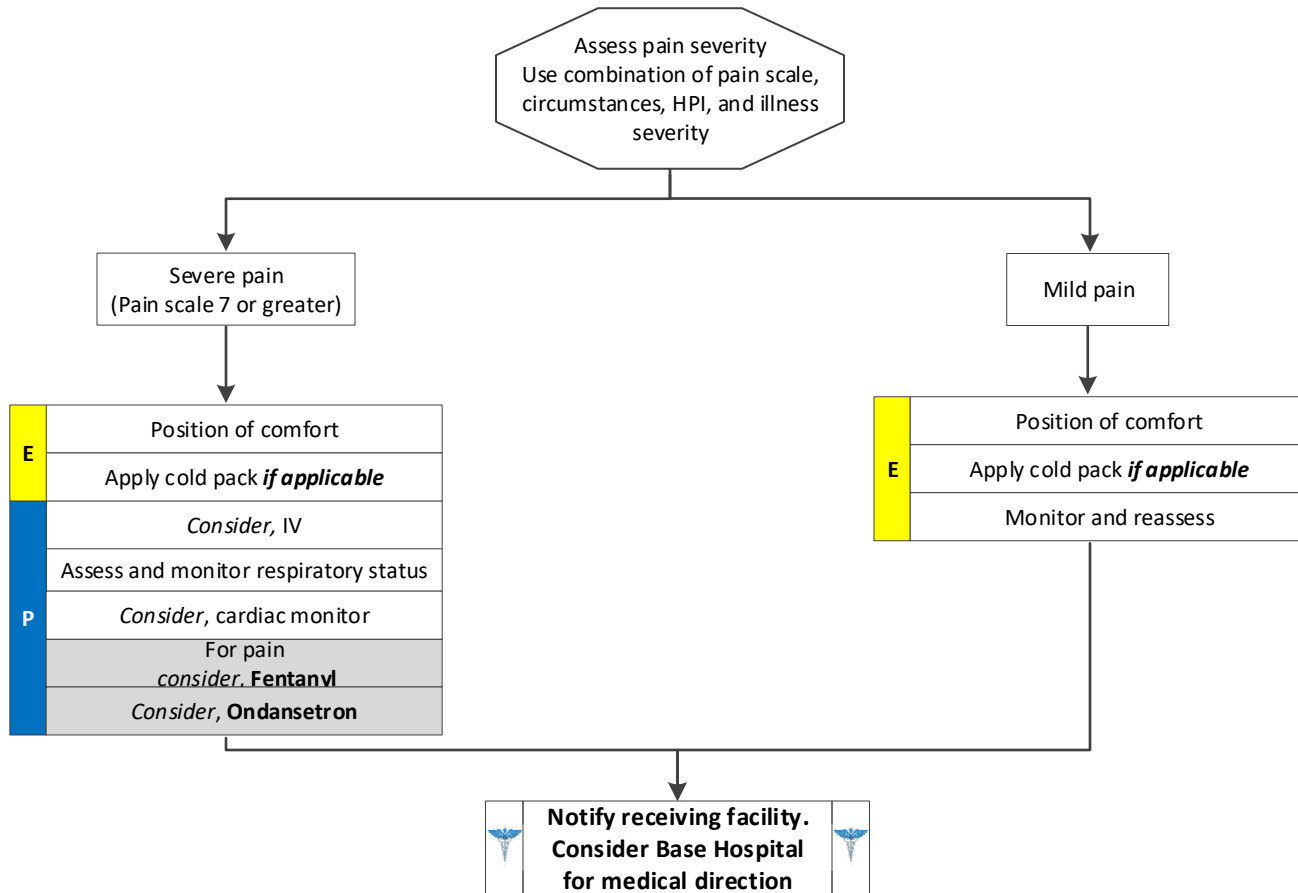 Assess pain severity
Use combination of pain scale,
circumstances, HPI, and illness
severity
Severe pain
(Pain scale 7 or greater)
Mild pain
E
Position of comfort
Apply cold pack if applicable
P
Consider, IV
Assess and monitor respiratory status
Consider, cardiac monitor
For pain
consider, Fentanyl
Consider, Ondansetron
E
Position of comfort
Apply cold pack if applicable
Monitor and reassess
Notify receiving facility.
Consider Base Hospital
for medical direction